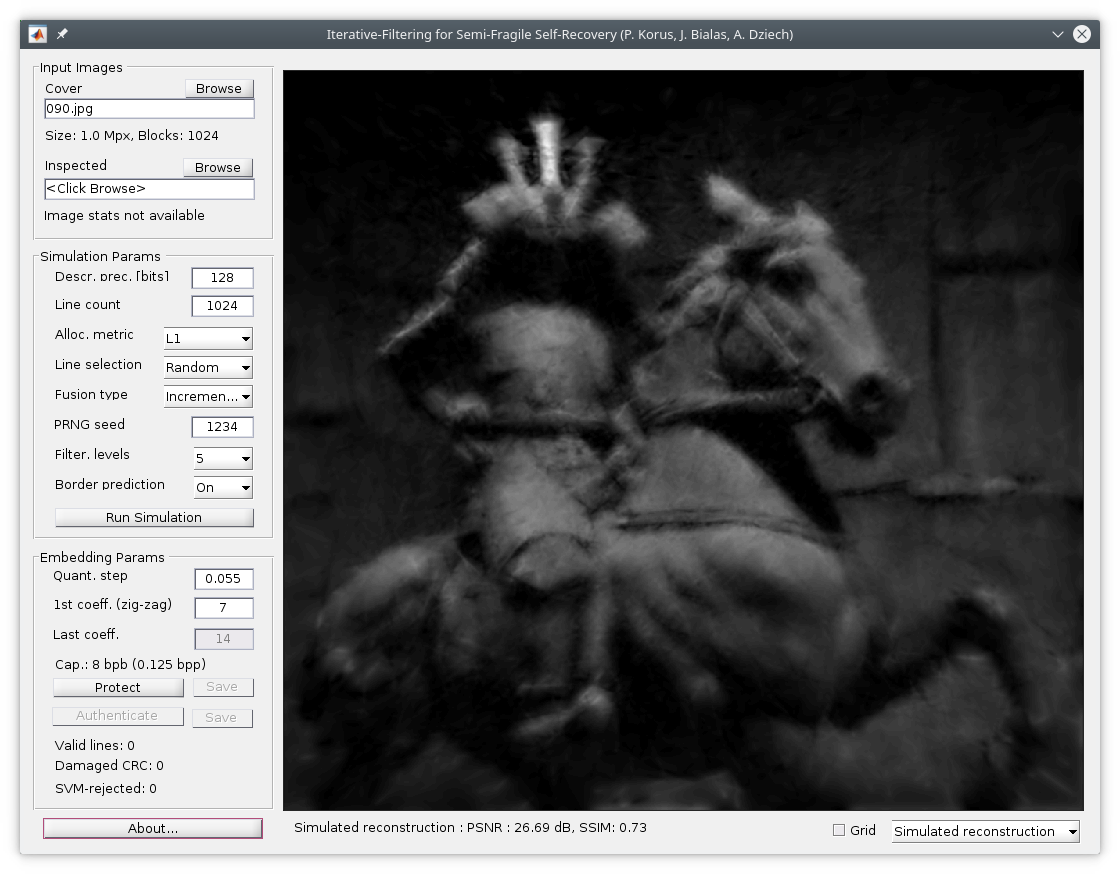 Iterative-Filtering for Semi-Fragile Self-Recovery (P. Korus, J. Bialas, A. Dziech)
Input Images
Cover Browse
090.jpg
Size: 1.0 Mpx, Blocks: 1024
Inspected Browse
<Click Browse>
Image stats not available
Simulation Params
Descr. prec. [bits] 128
Line count 1024
Alloc. metric L1
Line selection Random
Fusion type Incremen...
PRNG seed 1234
Filter. levels 5
Border prediction On
Run Simulation
Embedding Params
Quant. step 0.055
1st coeff. (zig-zag) 7
Last coeff. 14
Cap.: 8 bpb (0.125 bpp)
Protect Save
Authenticate Save
Valid lines: 0
Damaged CRC: 0
SVM-rejected: 0
About...
Simulated reconstruction : PSNR : 26.69 dB, SSIM: 0.73
Grid Simulated reconstruction